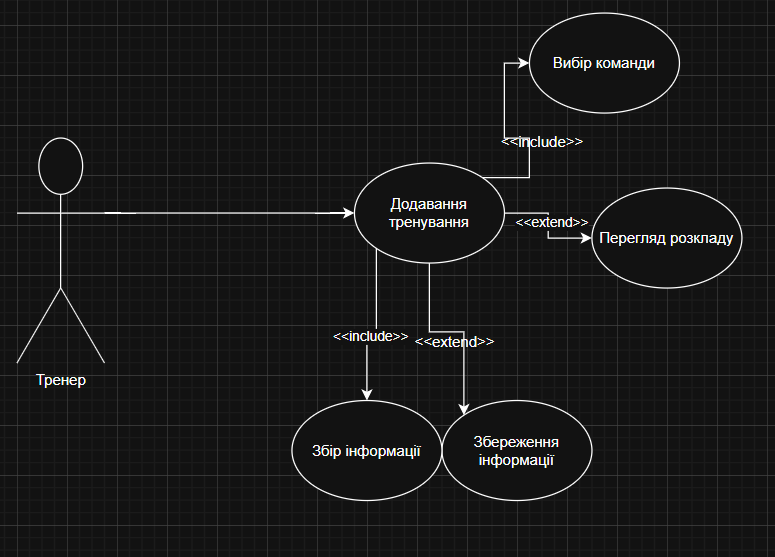 Вибір команди
<<include>>
Додавання
тренування
<<extend>>
Перегляд розкладу
<<include>>
<<extend>>
Тренер
Збір інформації
Збереження
інформації